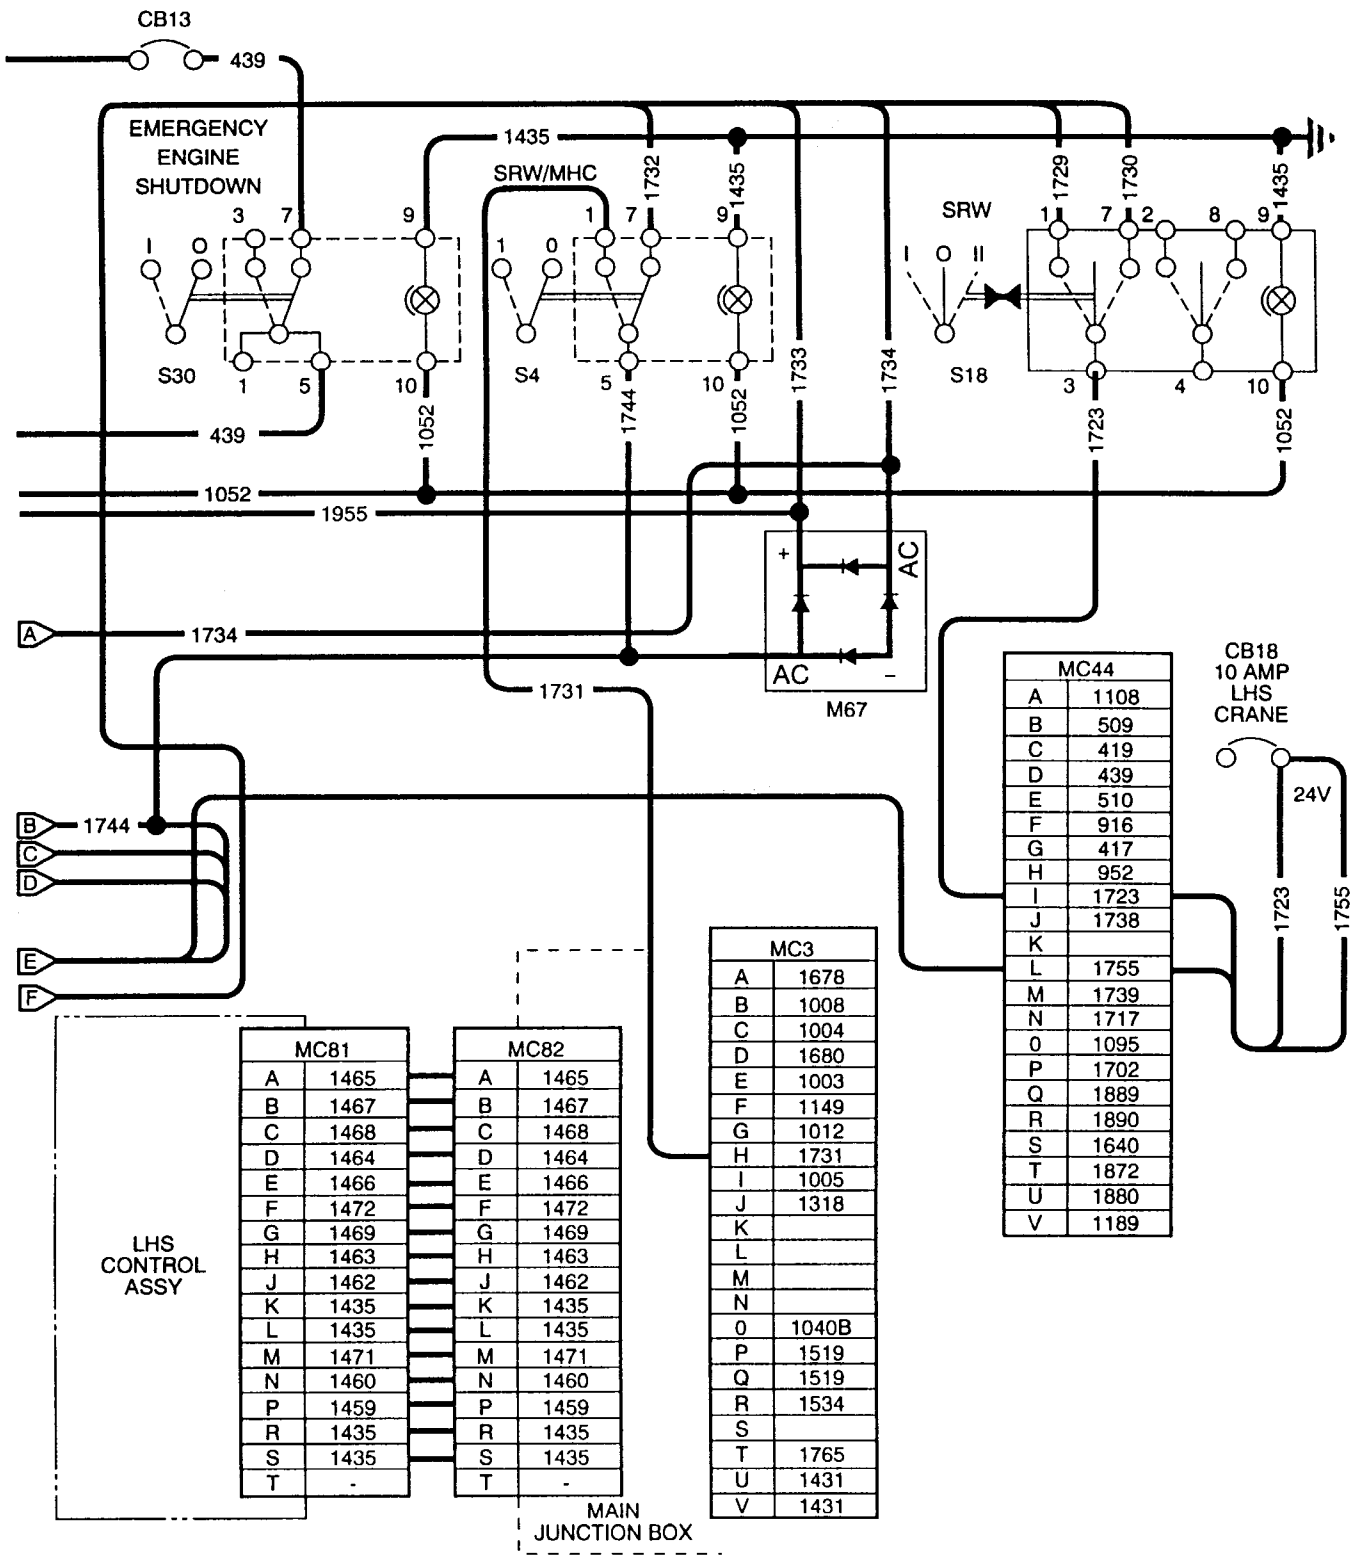 CB13
439
EMERGENCY
ENGINE
SHUTDOWN
1435
SRW/MHC
1732
1435
1729
1730
1435
SRW
3 7 9
1 7 9
1 7 2 8 9
I O
1 0
I O II
S30
1 5 10
S4
5 10
S18
3 4 10
439
1052
1744
1052
1733
1734
1723
1052
1052
1955
+ AC
AC -
M67
A 1734
1731
B 1744
C
D
E
F
CB18
10 AMP
LHS
CRANE
24V
1723
1755
MC44
A 1108
B 509
C 419
D 439
E 510
F 916
G 417
H 952
I 1723
J 1738
K
L 1755
M 1739
N 1717
0 1095
P 1702
Q 1889
R 1890
S 1640
T 1872
U 1880
V 1189
MC3
A 1678
B 1008
C 1004
D 1680
E 1003
F 1149
G 1012
H 1731
I 1005
J 1318
K
L
M
N
0 1040B
P 1519
Q 1519
R 1534
S
T 1765
U 1431
V 1431
LHS
CONTROL
ASSY
MC81
A 1465
B 1467
C 1468
D 1464
E 1466
F 1472
G 1469
H 1463
J 1462
K 1435
L 1435
M 1471
N 1460
P 1459
R 1435
S 1435
T -
MC82
A 1465
B 1467
C 1468
D 1464
E 1466
F 1472
G 1469
H 1463
J 1462
K 1435
L 1435
M 1471
N 1460
P 1459
R 1435
S 1435
T -
MAIN
JUNCTION BOX